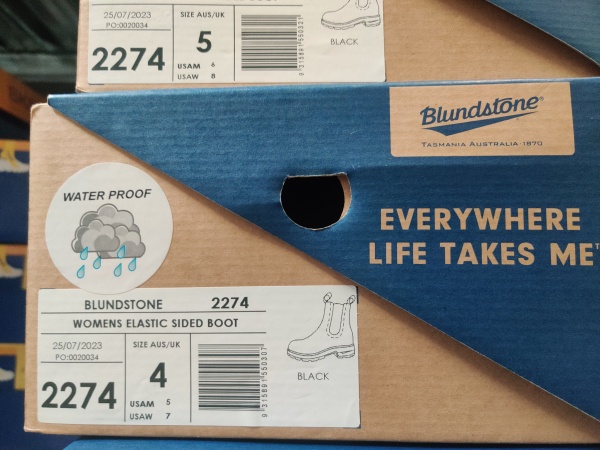 25/07/2023
PO:0020034
SIZE AUS/UK
2274
5
USAM 6
USAW 8
9315891550321
BLACK
Blundstone®
TASMANIA AUSTRALIA·1870
EVERYWHERE
LIFE TAKES ME
WATER PROOF
BLUNDSTONE 2274
WOMENS ELASTIC SIDED BOOT
25/07/2023
PO:0020034
SIZE AUS/UK
2274
4
USAM 5
USAW 7
9315891550307
BLACK